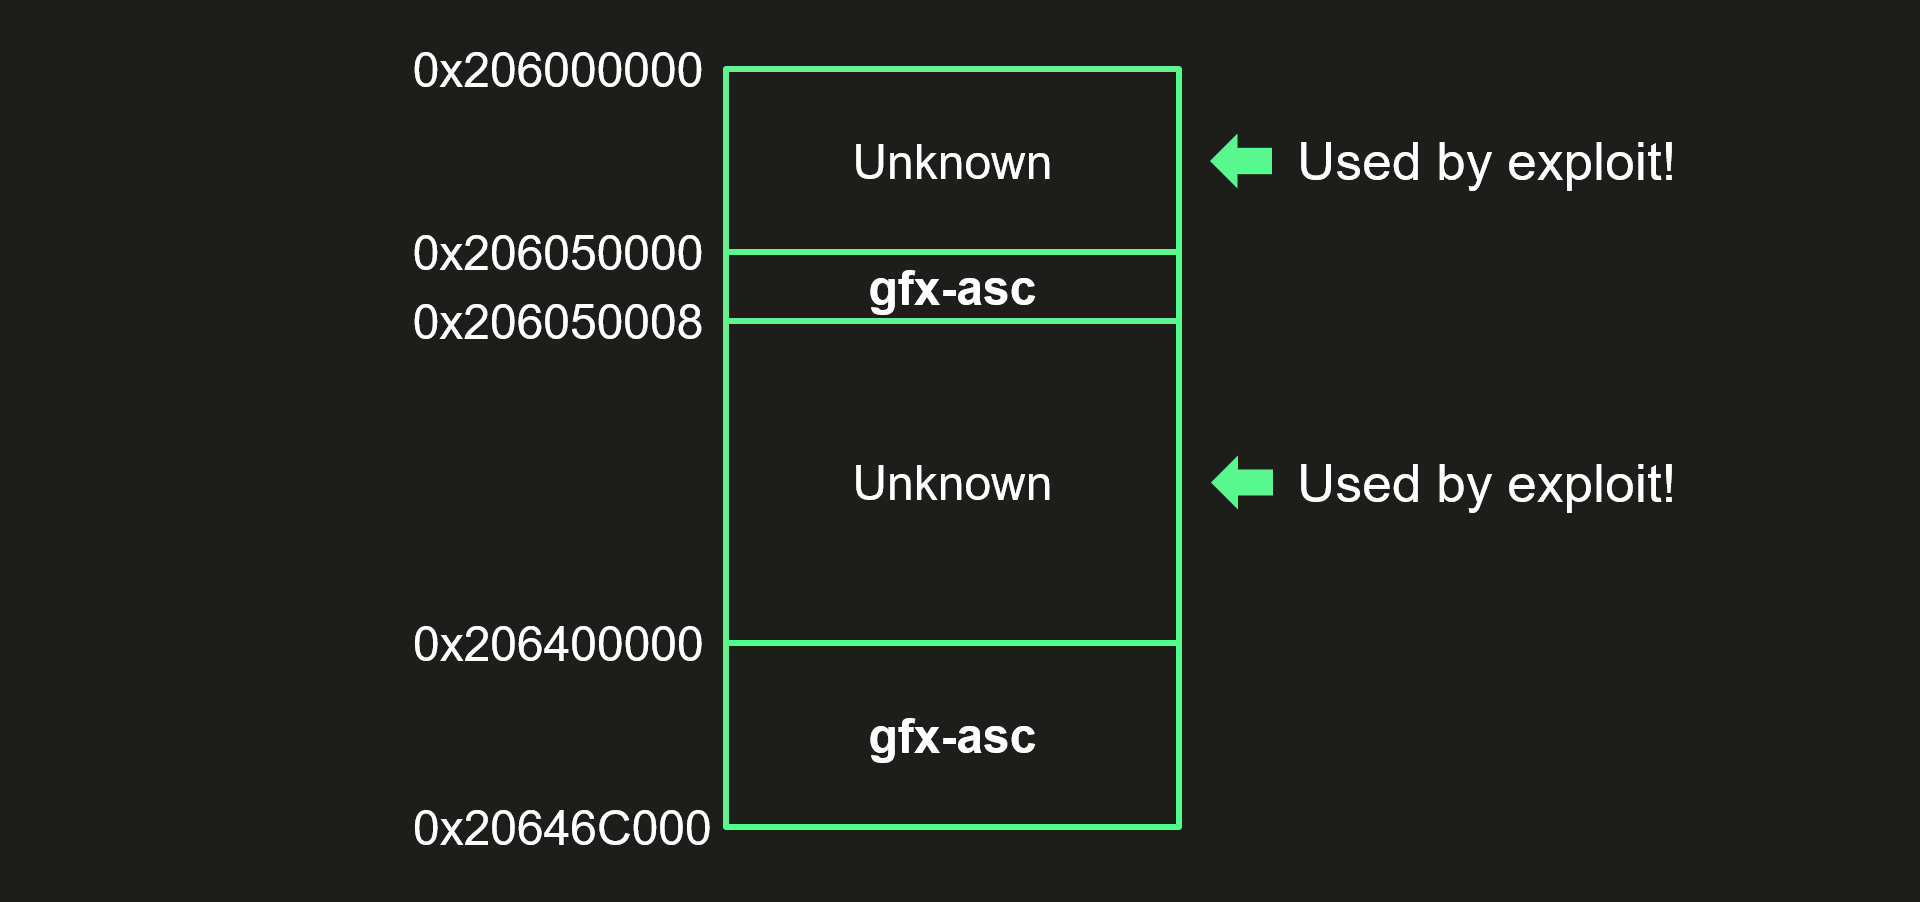 0x206000000
Unknown
Used by exploit!
0x206050000
gfx-asc
0x206050008
Unknown
Used by exploit!
0x206400000
gfx-asc
0x20646C000